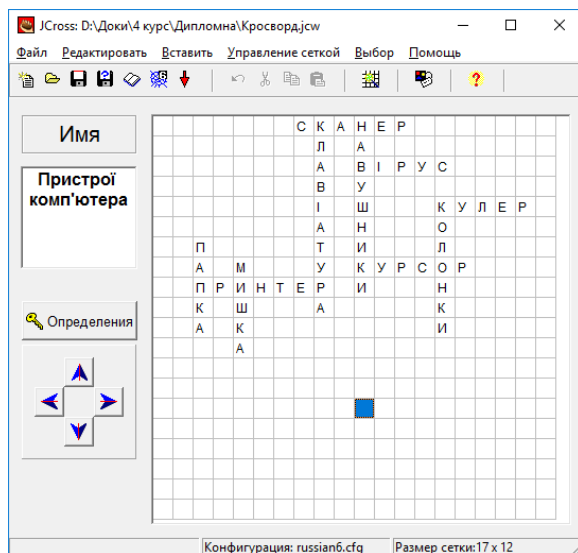 JCross: D:\Доки\4 курс\Дипломна\Кросворд.jcw
Файл Редактировать Вставить Управление сеткой Выбор Помощь
Имя
Пристрої
комп'ютера
Определения
С К А Н Е Р
Л А
А В І Р У С
В У
І Ш К У Л Е Р
А Н О
П Т И Л
А М У К У Р С О Р
П Р И Н Т Е Р И Н
К Ш А К
А К И
А
Конфигурация: russian6.cfg Размер сетки:17 x 12